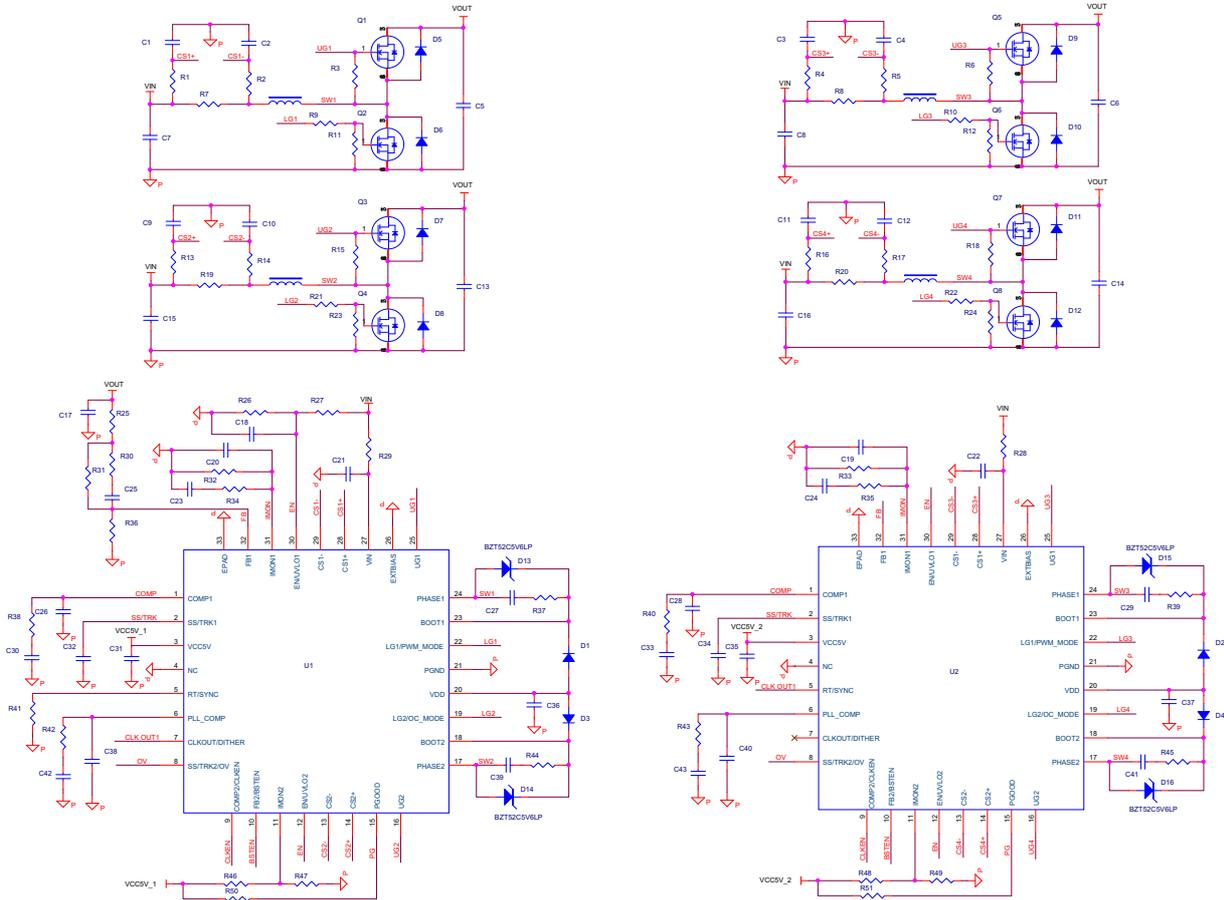 Q1
VOUT
C1
C2
UG1
1
D5
CS1+
CS1-
R3
VIN
R1
R2
R7
SW1
Q2
C5
LG1
R9
R11
C7
D6
P
Q5
VOUT
C3
C4
UG3
1
D9
CS3+
CS3-
R6
VIN
R4
R5
R8
SW3
Q6
C6
LG3
R10
R12
C8
D10
P
Q3
VOUT
C9
C10
UG2
1
D7
CS2+
CS2-
R15
VIN
R13
R14
R19
SW2
Q4
C13
LG2
R21
R23
C15
D8
P
Q7
VOUT
C11
C12
UG4
1
D11
CS4+
CS4-
R18
VIN
R16
R17
R20
SW4
Q8
C14
LG4
R22
R24
C16
D12
P
VOUT
C17
R25
P
R31
R30
C25
R36
P
R26
R27
VIN
C18
C20
R32
C23
R34
C21
R29
P
FB
IMON
EN
CS1-
CS1+
UG1
33
32
31
30
29
28
27
26
25
EPAD
FB1
IMON1
EN/UVLO1
CS1-
CS1+
VIN
EXTBIAS
UG1
BZT52C5V6LP
D13
COMP
1
COMP1
PHASE1
24
SW1
C27
R37
R38
C26
SS/TRK
2
SS/TRK1
BOOT1
23
VCC5V_1
3
VCC5V
LG1/PWM_MODE
22
LG1
C30
C32
C31
4
NC
U1
PGND
21
P
D1
5
RT/SYNC
VDD
20
R41
C36
6
PLL_COMP
LG2/OC_MODE
19
LG2
D3
R42
CLK OUT1
7
CLKOUT/DITHER
BOOT2
18
C38
OV
8
SS/TRK2/OV
PHASE2
17
SW2
R44
C42
C39
D14
BZT52C5V6LP
COMP2/CLKEN
FB2/BSTEN
IMON2
EN/UVLO2
CS2-
CS2+
PGOOD
UG2
9
10
11
12
13
14
15
16
CLKEN
BSTEN
EN
CS2-
CS2+
PG
UG2
VCC5V_1
R46
R47
P
R50
VIN
C19
R33
C24
R35
C22
R28
P
FB
IMON
EN
CS3-
CS3+
UG3
33
32
31
30
29
28
27
26
25
EPAD
FB1
IMON1
EN/UVLO1
CS1-
CS1+
VIN
EXTBIAS
UG1
BZT52C5V6LP
D15
COMP
1
COMP1
PHASE1
24
SW3
C29
R39
R40
C28
SS/TRK
2
SS/TRK1
BOOT1
23
VCC5V_2
3
VCC5V
LG1/PWM_MODE
22
LG3
C33
C34
C35
4
NC
U2
PGND
21
P
D2
CLK OUT1
5
RT/SYNC
VDD
20
C37
6
PLL_COMP
LG2/OC_MODE
19
LG4
D4
R43
7
CLKOUT/DITHER
BOOT2
18
C40
OV
8
SS/TRK2/OV
PHASE2
17
SW4
R45
C43
C41
D16
BZT52C5V6LP
COMP2/CLKEN
FB2/BSTEN
IMON2
EN/UVLO2
CS2-
CS2+
PGOOD
UG2
9
10
11
12
13
14
15
16
CLKEN
BSTEN
EN
CS4-
CS4+
PG
UG4
VCC5V_2
R48
R49
P
R51